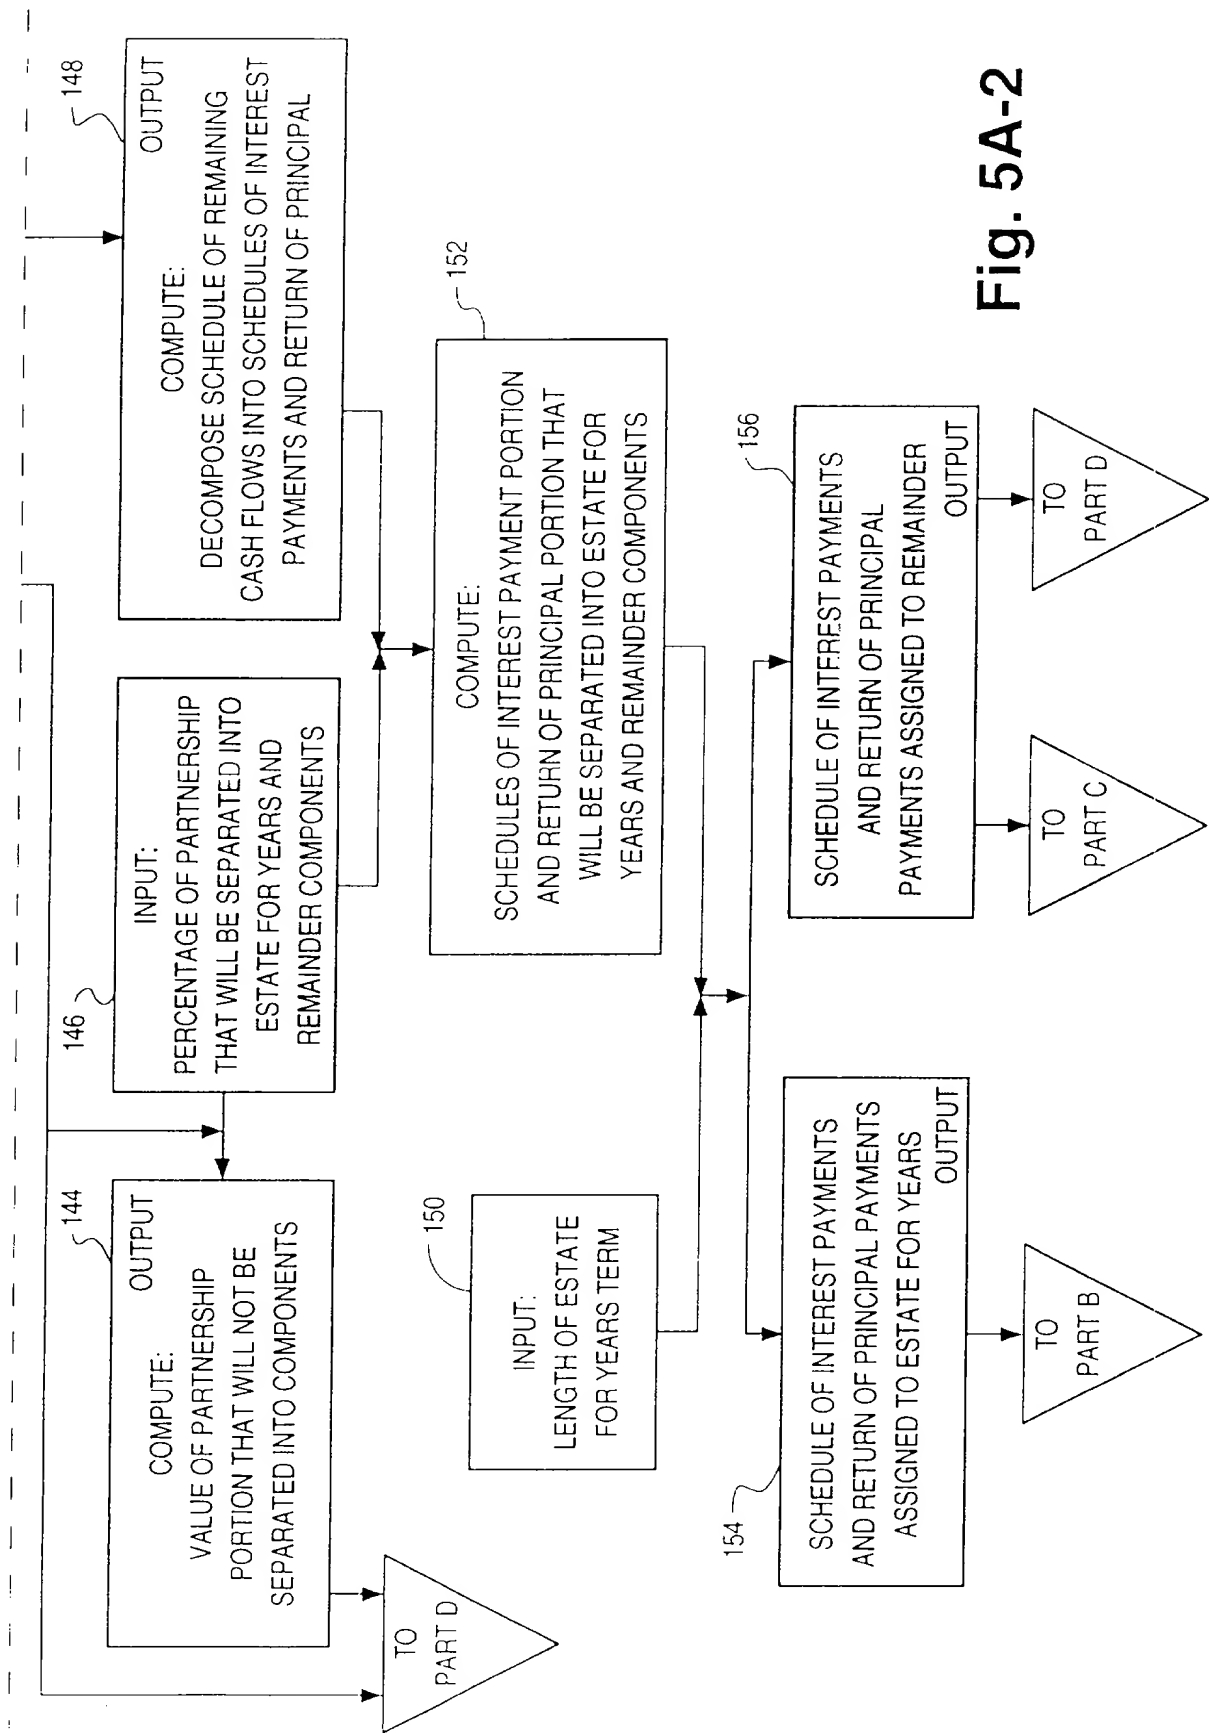 144
COMPUTE: OUTPUT
VALUE OF PARTNERSHIP
PORTION THAT WILL NOT BE
SEPARATED INTO COMPONENTS
146
INPUT:
PERCENTAGE OF PARTNERSHIP
THAT WILL BE SEPARATED INTO
ESTATE FOR YEARS AND
REMAINDER COMPONENTS
148
OUTPUT
COMPUTE:
DECOMPOSE SCHEDULE OF REMAINING
CASH FLOWS INTO SCHEDULES OF INTEREST
PAYMENTS AND RETURN OF PRINCIPAL
TO
PART D
150
INPUT:
LENGTH OF ESTATE
FOR YEARS TERM
152
COMPUTE:
SCHEDULES OF INTEREST PAYMENT PORTION
AND RETURN OF PRINCIPAL PORTION THAT
WILL BE SEPARATED INTO ESTATE FOR
YEARS AND REMAINDER COMPONENTS
154
SCHEDULE OF INTEREST PAYMENTS
AND RETURN OF PRINCIPAL PAYMENTS
ASSIGNED TO ESTATE FOR YEARS
OUTPUT
156
SCHEDULE OF INTEREST PAYMENTS
AND RETURN OF PRINCIPAL
PAYMENTS ASSIGNED TO REMAINDER
OUTPUT
TO
PART B
TO
PART C
TO
PART D
Fig. 5A-2